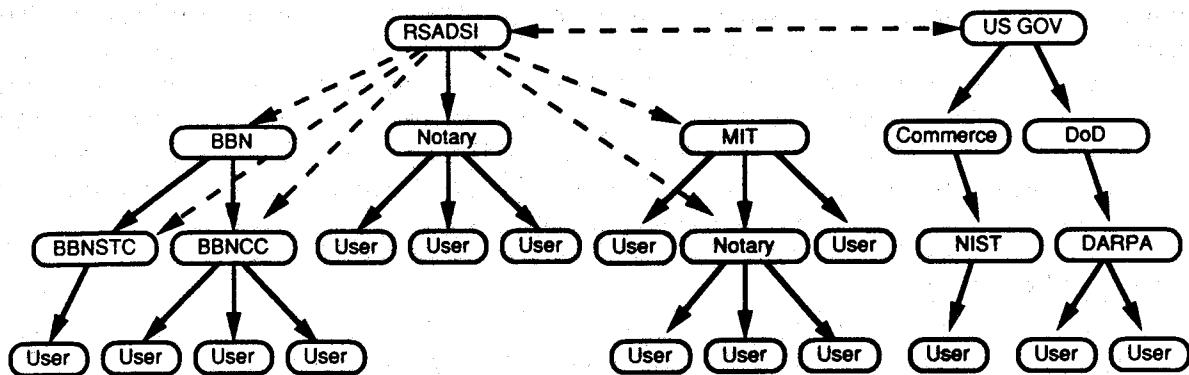 RSADSI US GOV
BBN Notary MIT Commerce DoD
BBNSTC BBNCC User User User User Notary User NIST DARPA
User User User User User User User User User User